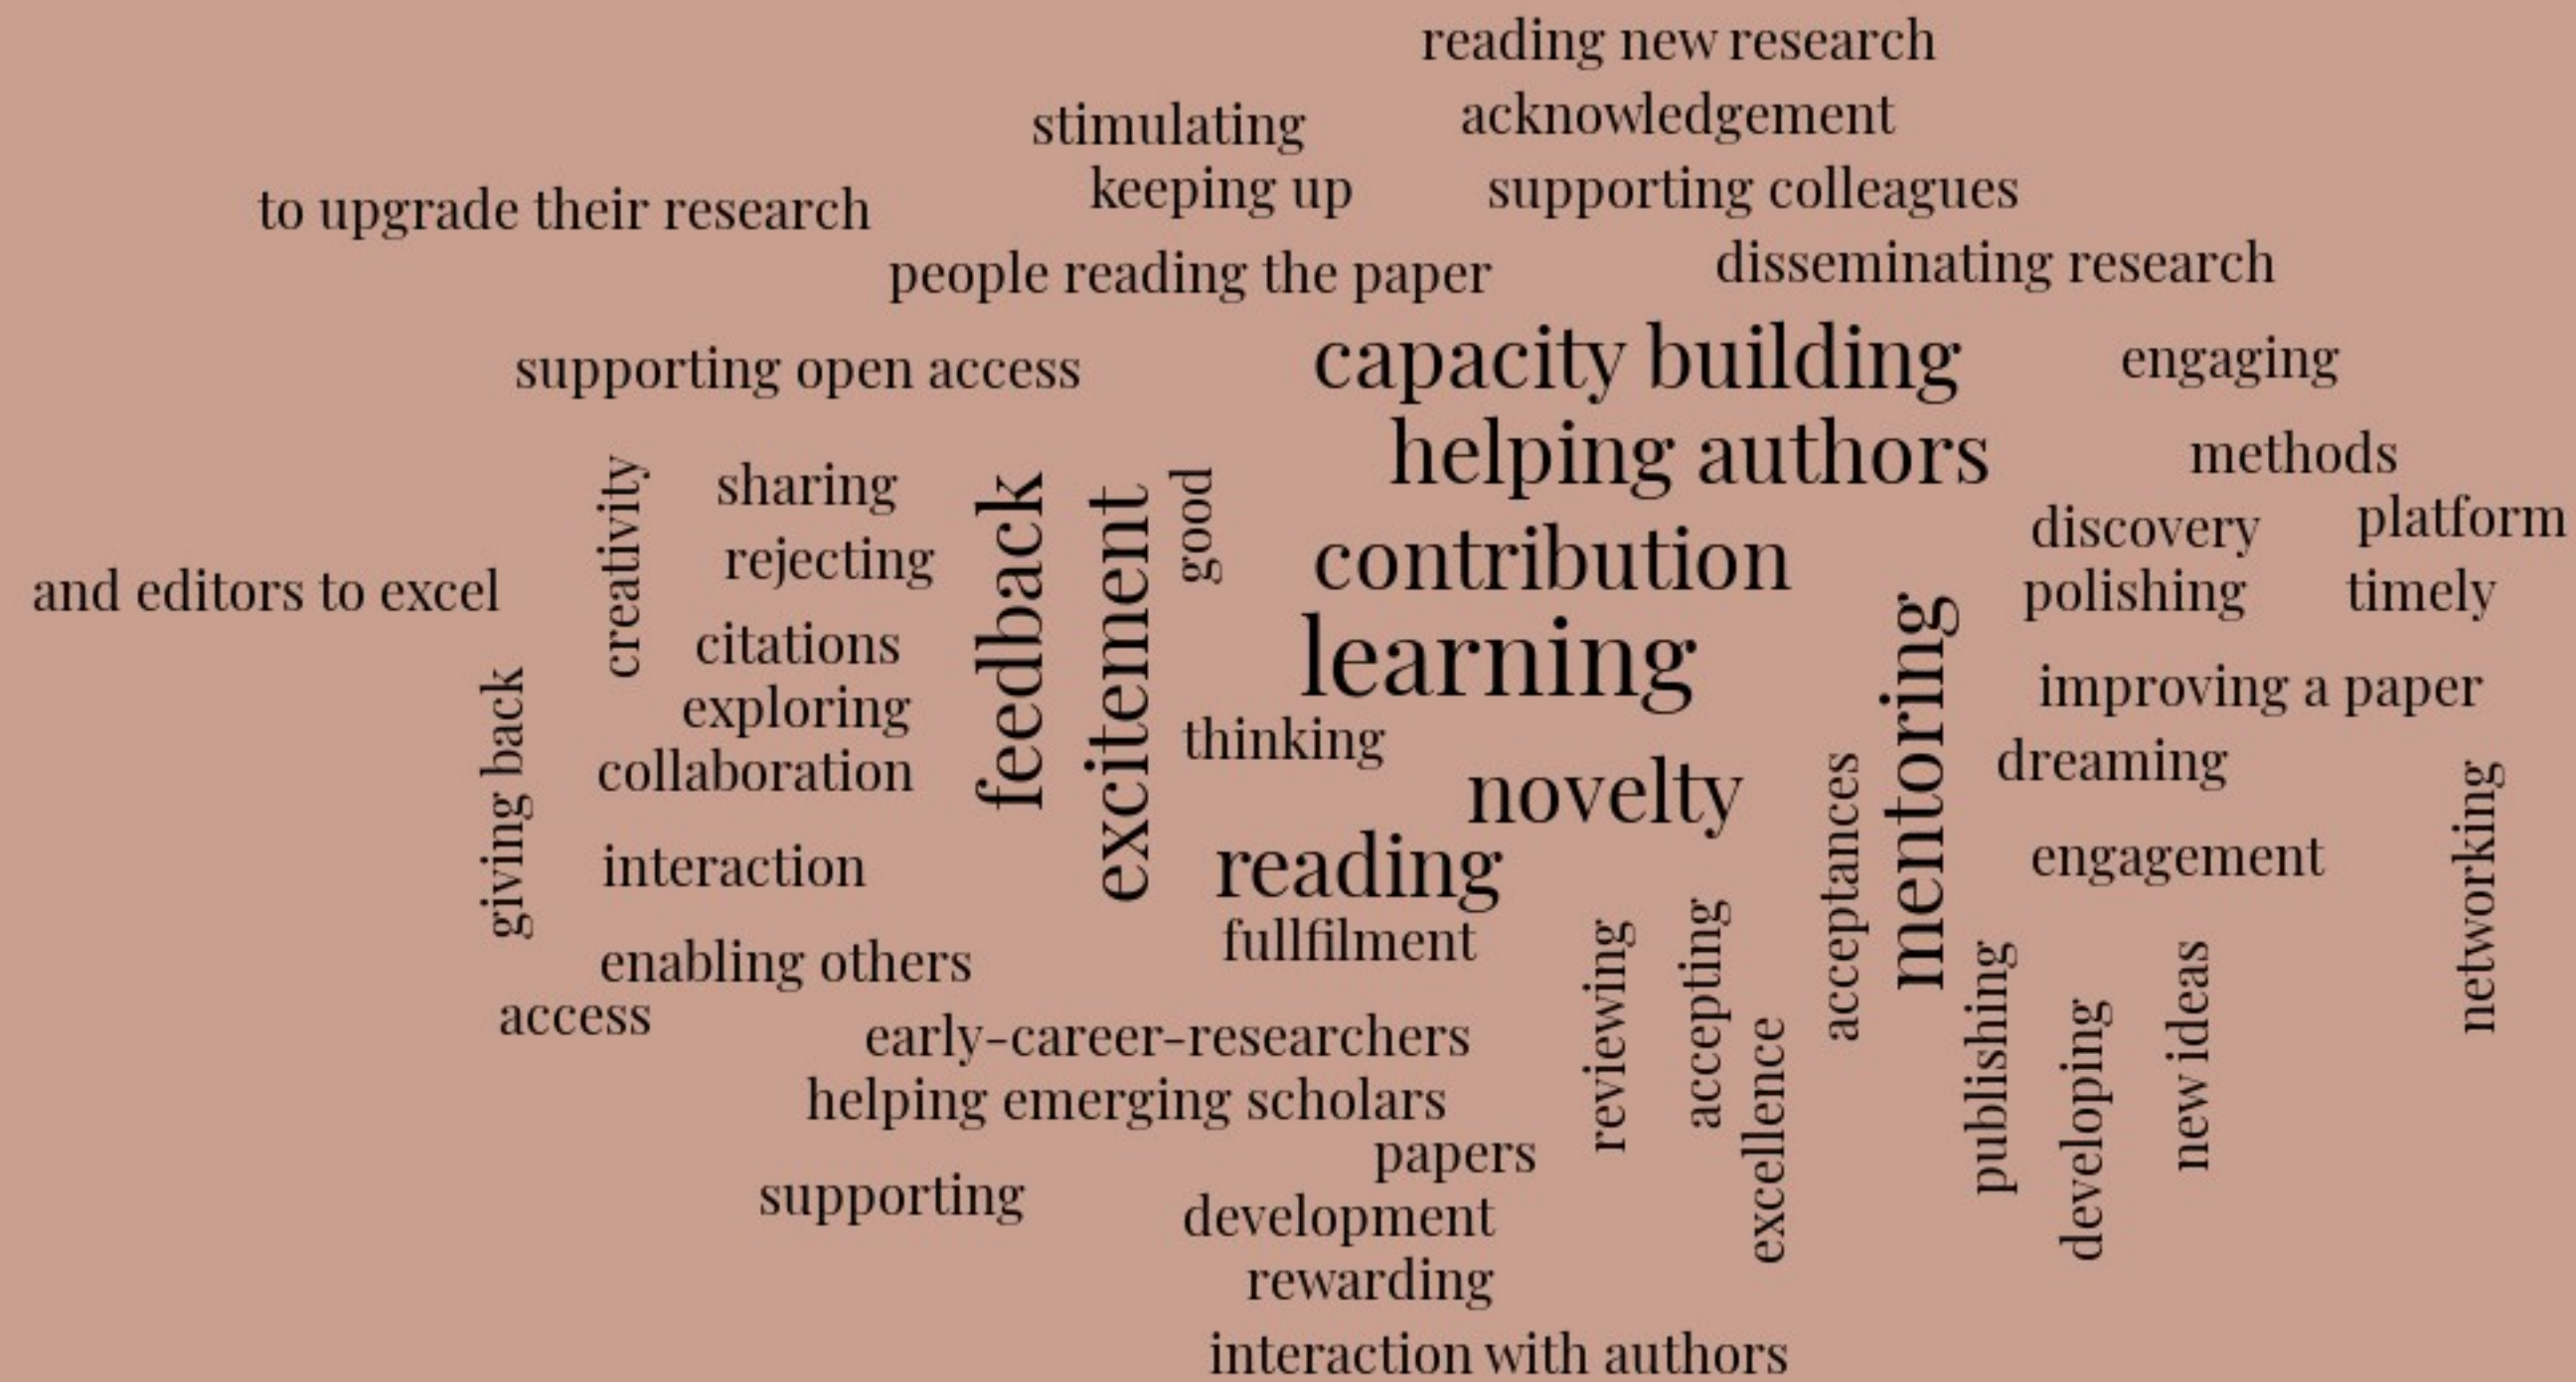 reading new research
stimulating
acknowledgement
keeping up
supporting colleagues
to upgrade their research
people reading the paper
disseminating research
supporting open access
capacity building
engaging
helping authors
methods
creativity
sharing
feedback
excitement
good
discovery
platform
rejecting
contribution
and editors to excel
polishing
timely
citations
learning
mentoring
improving a paper
exploring
giving back
thinking
collaboration
novelty
dreaming
acceptances
networking
interaction
reading
engagement
fullfilment
enabling others
reviewing
accepting
access
early-career-researchers
excellence
publishing
developing
new ideas
helping emerging scholars
papers
supporting
development
rewarding
interaction with authors